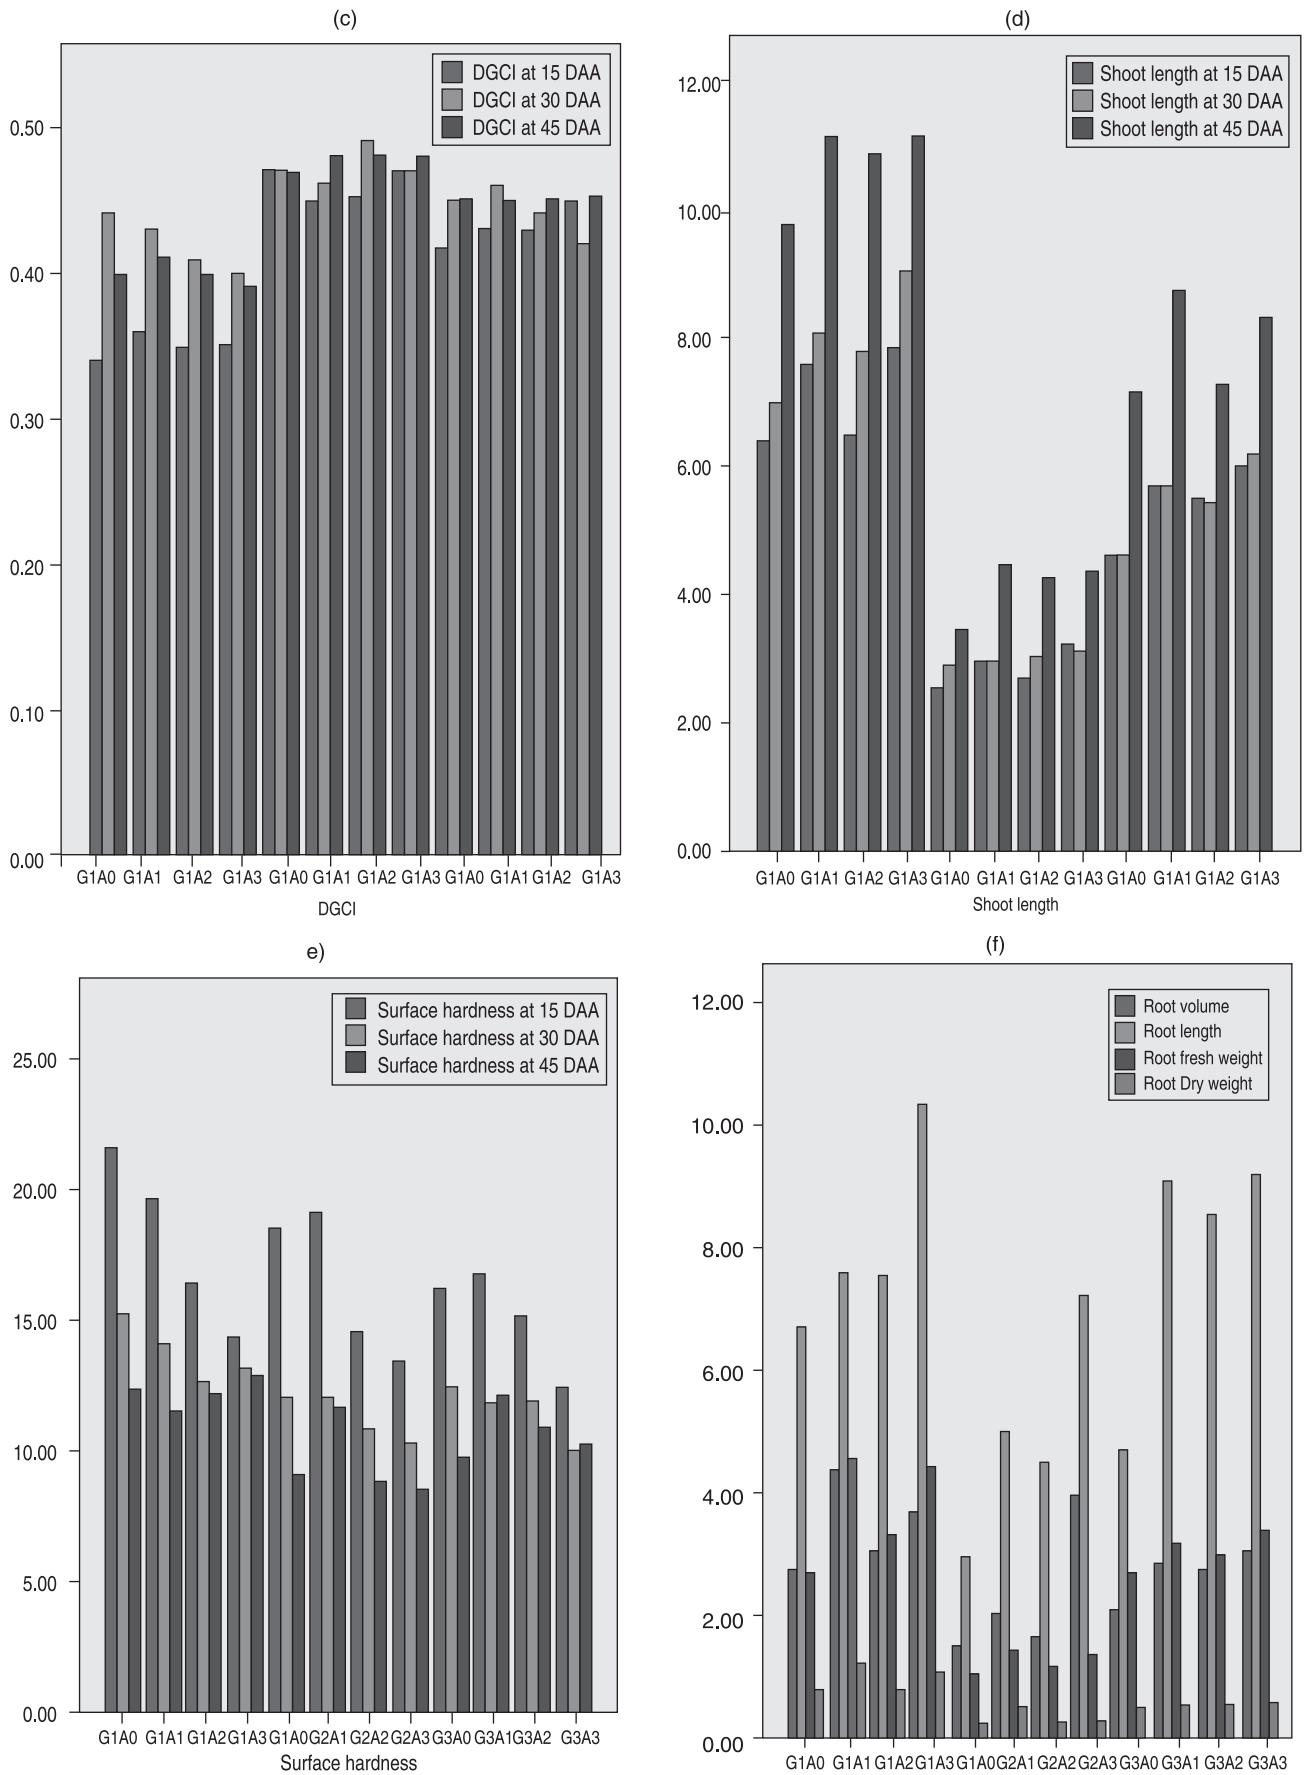 (c)
DGCI at 15 DAA
DGCI at 30 DAA
DGCI at 45 DAA
0.50
0.40
0.30
0.20
0.10
0.00
G1A0 G1A1 G1A2 G1A3 G1A0 G1A1 G1A2 G1A3 G1A0 G1A1 G1A2 G1A3
DGCI
(d)
Shoot length at 15 DAA
Shoot length at 30 DAA
Shoot length at 45 DAA
12.00
10.00
8.00
6.00
4.00
2.00
0.00
G1A0 G1A1 G1A2 G1A3 G1A0 G1A1 G1A2 G1A3 G1A0 G1A1 G1A2 G1A3
Shoot length
e)
Surface hardness at 15 DAA
Surface hardness at 30 DAA
Surface hardness at 45 DAA
25.00
20.00
15.00
10.00
5.00
0.00
G1A0 G1A1 G1A2 G1A3 G1A0 G2A1 G2A2 G2A3 G3A0 G3A1 G3A2 G3A3
Surface hardness
(f)
Root volume
Root length
Root fresh weight
Root Dry weight
12.00
10.00
8.00
6.00
4.00
2.00
0.00
G1A0 G1A1 G1A2 G1A3 G1A0 G2A1 G2A2 G2A3 G3A0 G3A1 G3A2 G3A3